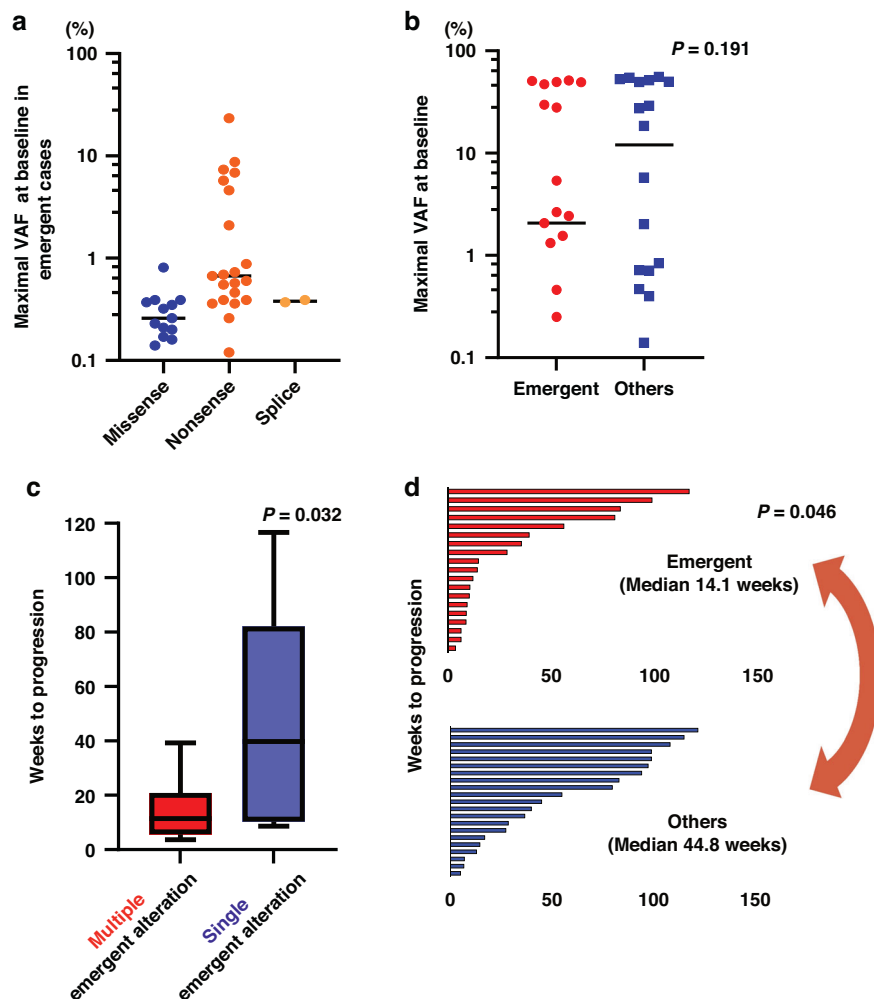 a
(%)
Maximal VAF at baseline in
emergent cases
100
10
1
0.1
Missense
Nonsense
Splice
b
(%)
P = 0.191
Maximal VAF at baseline
100
10
1
0.1
Emergent
Others
c
P = 0.032
Weeks to progression
120
100
80
60
40
20
0
Multiple
emergent alteration
Single
emergent alteration
d
P = 0.046
Weeks to progression
Emergent
(Median 14.1 weeks)
0 50 100 150
Others
(Median 44.8 weeks)
0 50 100 150